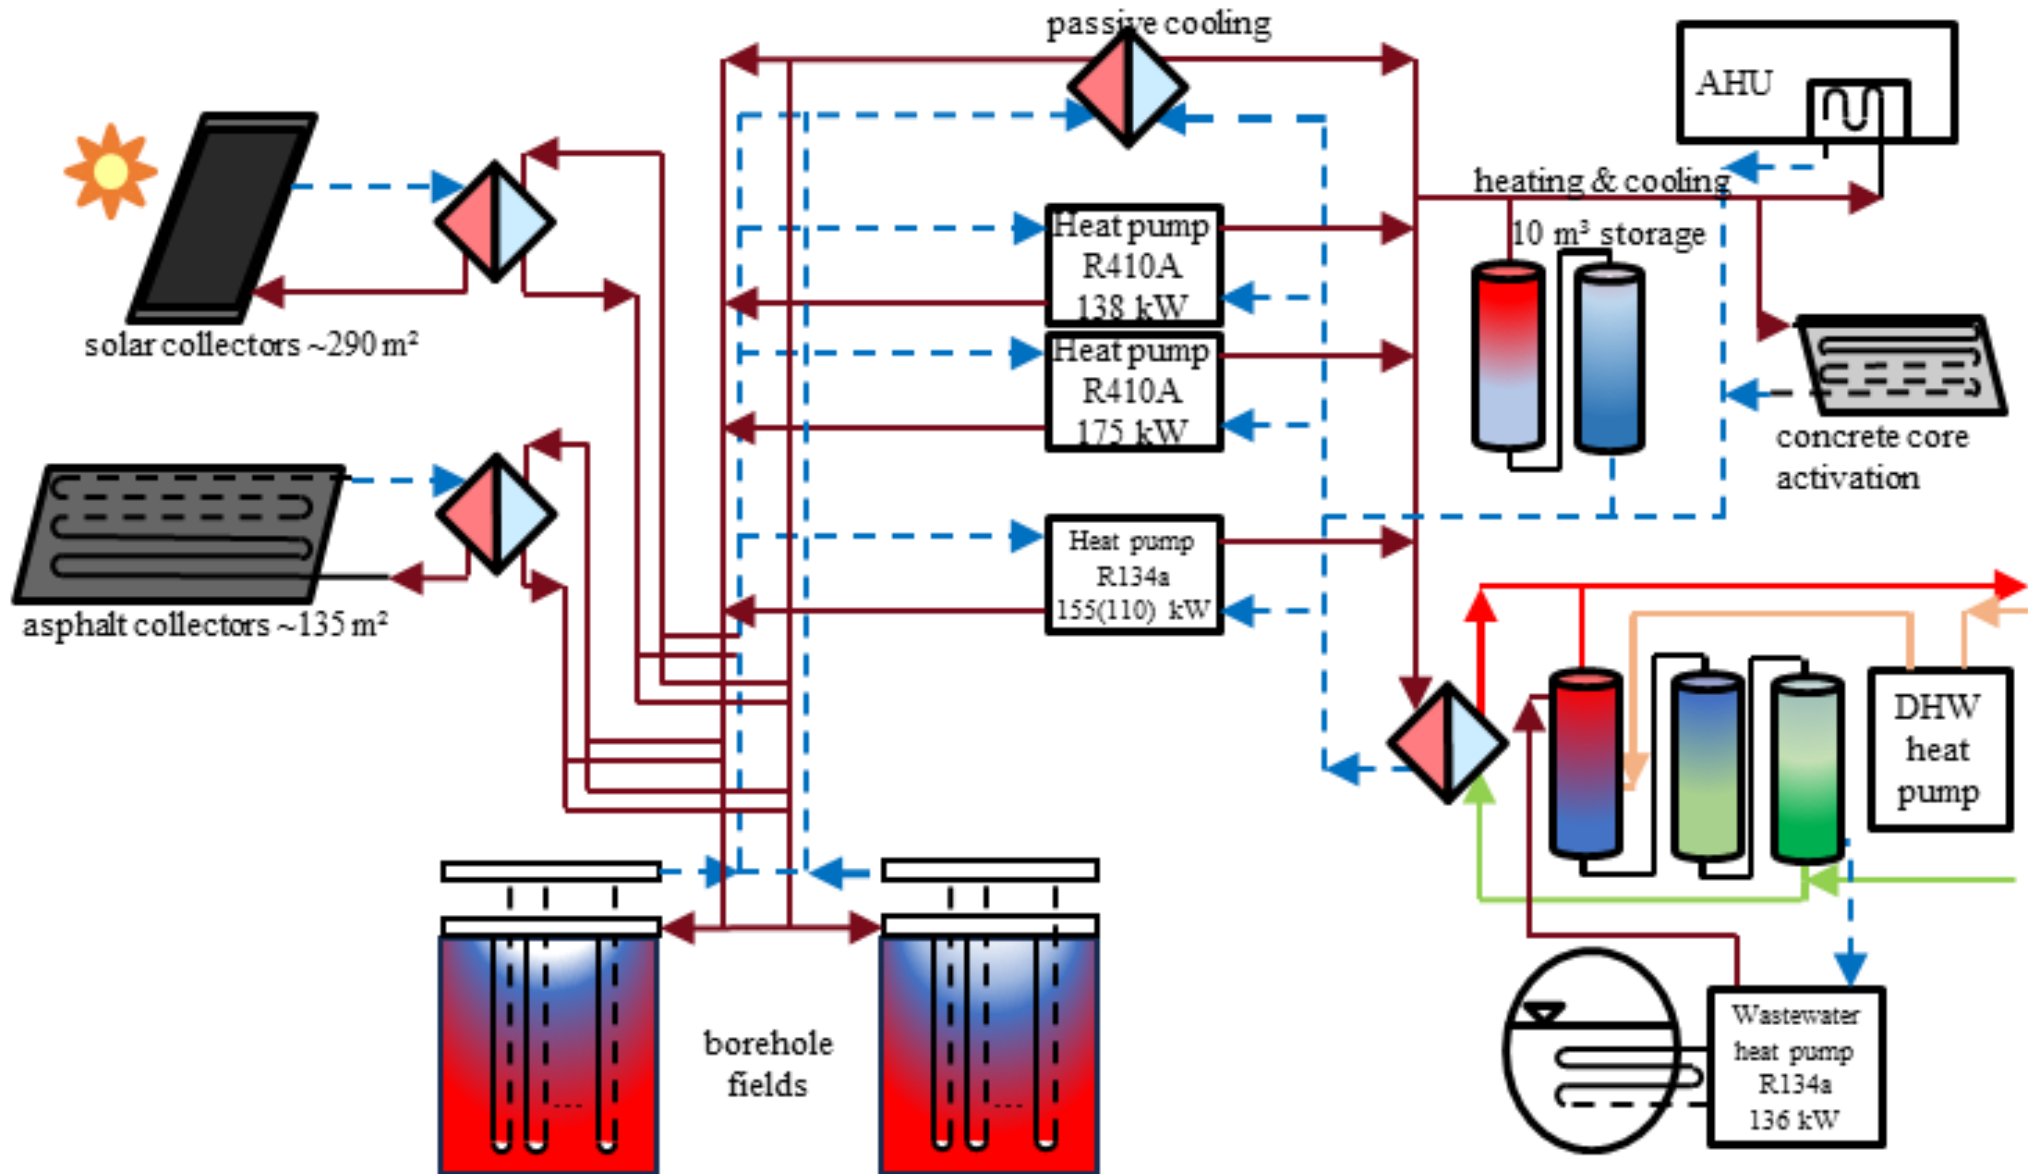 passive cooling
AHU
heating & cooling
10 m³ storage
Heat pump
R410A
138 kW
Heat pump
R410A
175 kW
solar collectors ~290 m²
concrete core
activation
Heat pump
R134a
155(110) kW
asphalt collectors ~135 m²
DHW
heat
pump
borehole
fields
Wastewater
heat pump
R134a
136 kW